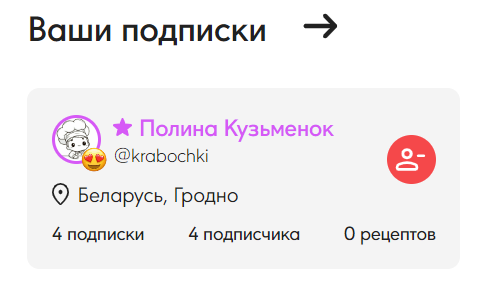 Ваши подписки
Полина Кузьменок
@krabochki
Беларусь, Гродно
4 подписки 4 подписчика 0 рецептов